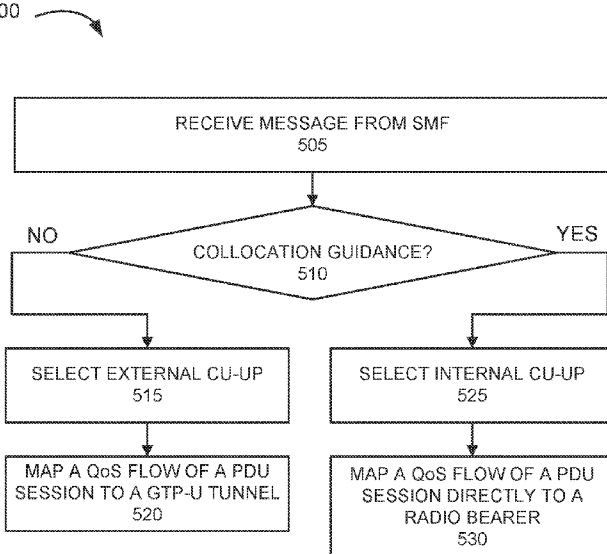 00
RECEIVE MESSAGE FROM SMF
505
NO
YES
COLLOCATION GUIDANCE?
510
SELECT EXTERNAL CU-UP
515
SELECT INTERNAL CU-UP
525
MAP A QoS FLOW OF A PDU
SESSION TO A GTP-U TUNNEL
520
MAP A QoS FLOW OF A PDU
SESSION DIRECTLY TO A
RADIO BEARER
530